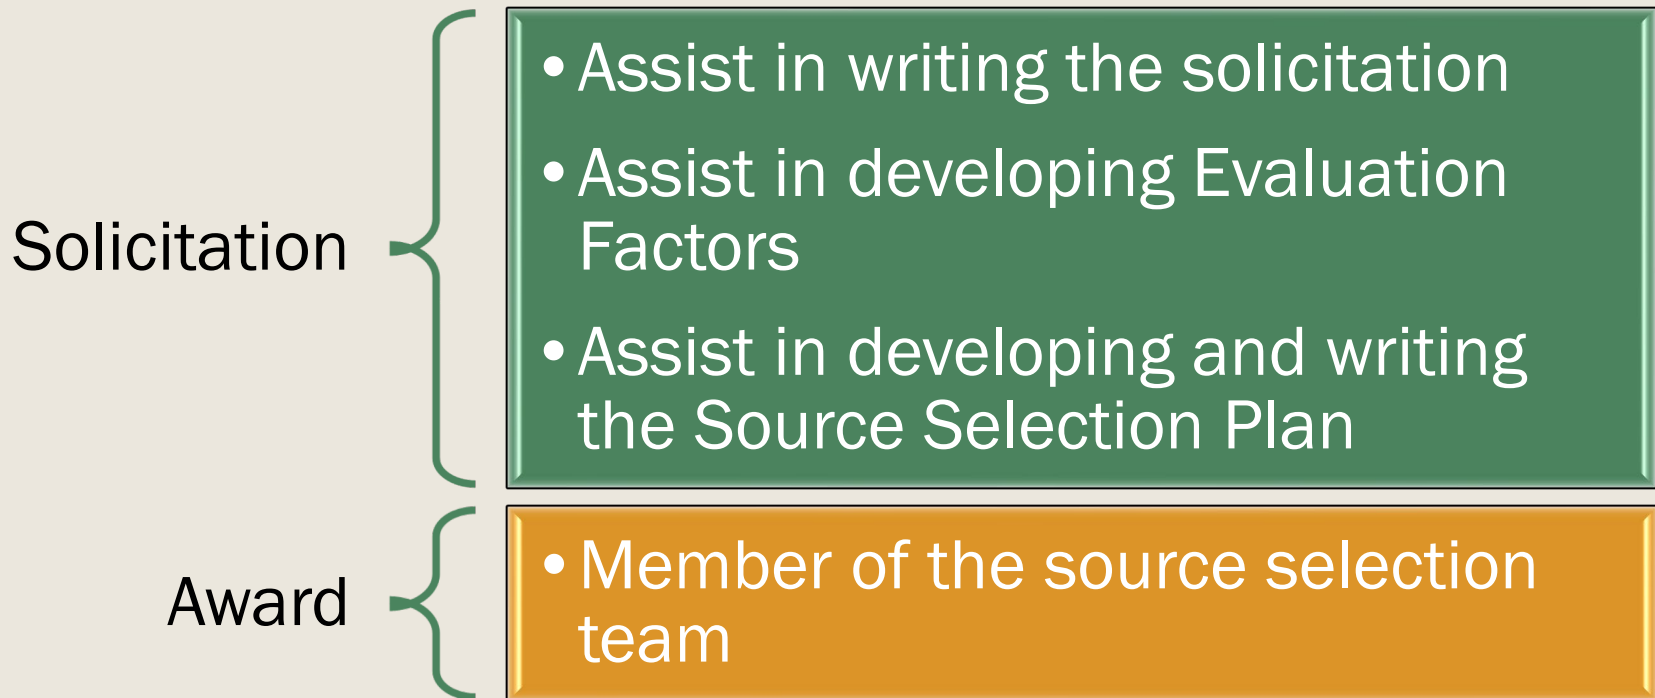 Solicitation
• Assist in writing the solicitation
• Assist in developing Evaluation
Factors
• Assist in developing and writing
the Source Selection Plan
Award
• Member of the source selection
team